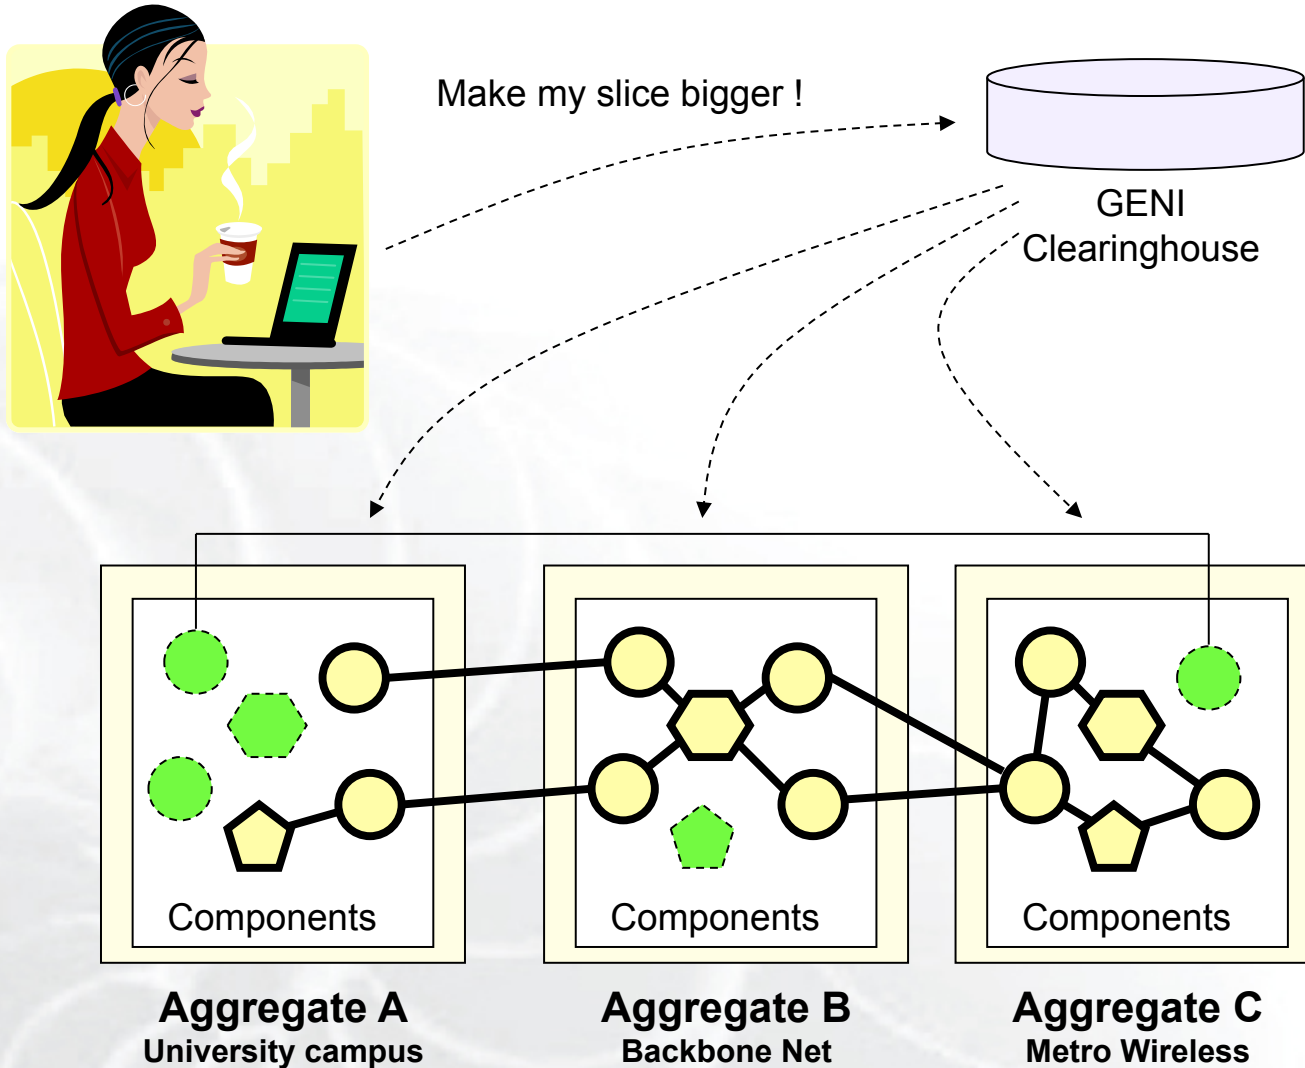 Make my slice bigger !
GENI
Clearinghouse
Components
Components
Components
Aggregate A
University campus
Aggregate B
Backbone Net
Aggregate C
Metro Wireless